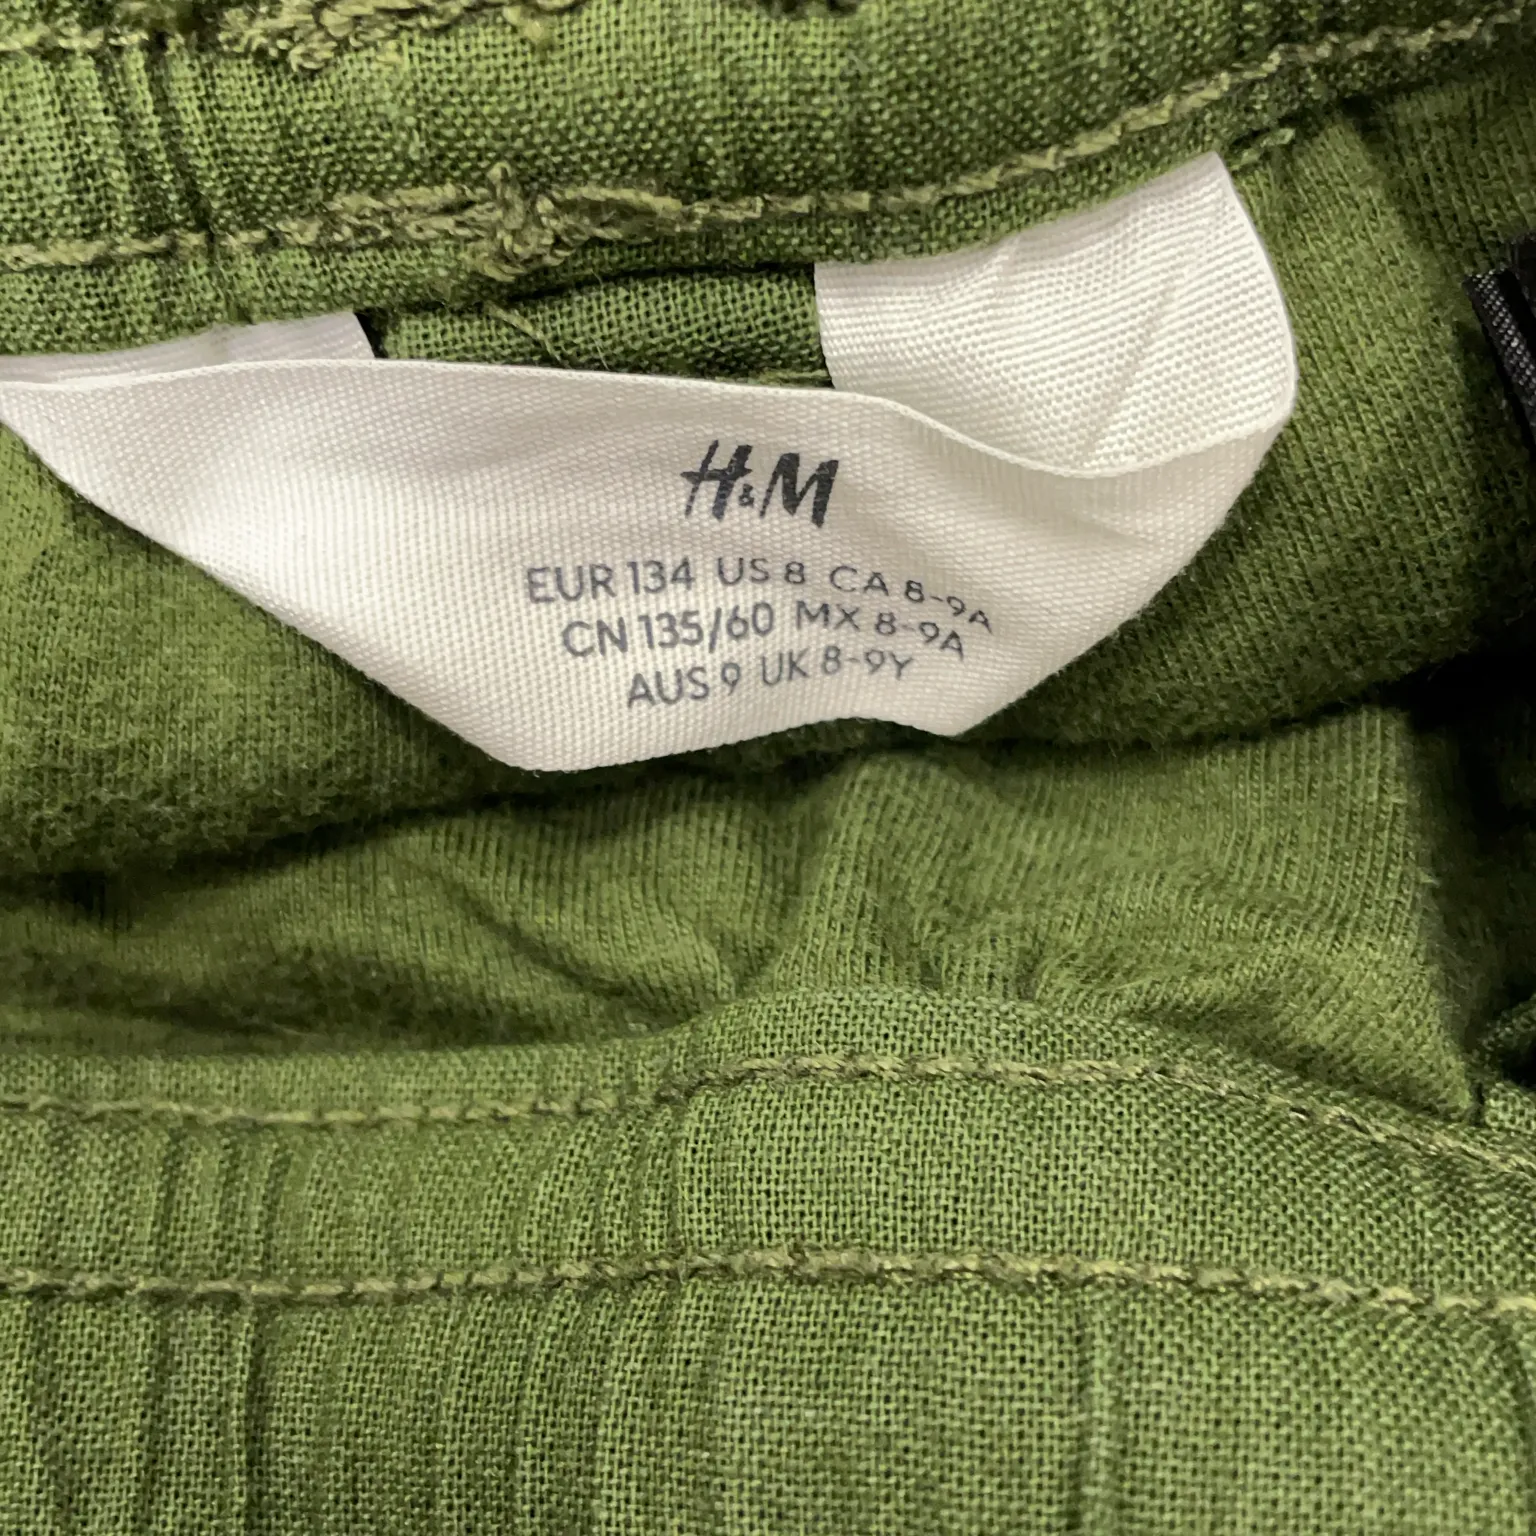 H&M
EUR 134 US 8 CA 8-9A
CN 135/60 MX 8-9A
AUS 9 UK 8-9Y